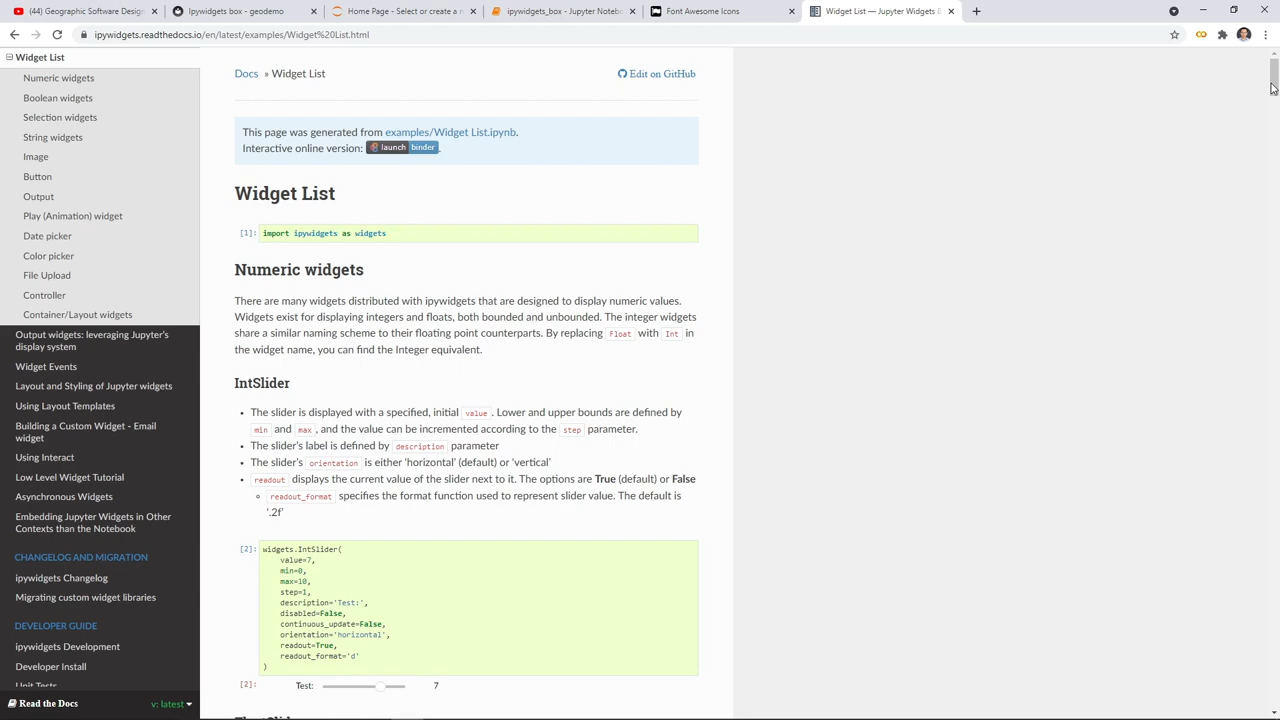 (44) Geographic Software Desig
Ipywidgets box - geodemo
Home Page - Select or create a n
ipywidgets_box - Jupyter Noteb
Font Awesome Icons
Widget List — Jupyter Widgets 8
ipywidgets.readthedocs.io/en/latest/examples/Widget%20List.html
Widget List
Numeric widgets
Boolean widgets
Selection widgets
String widgets
Image
Button
Output
Play (Animation) widget
Date picker
Color picker
File Upload
Controller
Container/Layout widgets
Output widgets: leveraging Jupyter's
display system
Widget Events
Layout and Styling of Jupyter widgets
Using Layout Templates
Building a Custom Widget - Email
widget
Using Interact
Low Level Widget Tutorial
Asynchronous Widgets
Embedding Jupyter Widgets in Other
Contexts than the Notebook
CHANGELOG AND MIGRATION
ipywidgets Changelog
Migrating custom widget libraries
DEVELOPER GUIDE
ipywidgets Development
Developer Install
Unit Tests
Read the Docs
v: latest
Docs » Widget List
Edit on GitHub
This page was generated from examples/Widget List.ipynb.
Interactive online version: launch binder.
Widget List
[1]: import ipywidgets as widgets
Numeric widgets
There are many widgets distributed with ipywidgets that are designed to display numeric values.
Widgets exist for displaying integers and floats, both bounded and unbounded. The integer widgets
share a similar naming scheme to their floating point counterparts. By replacing Float with Int in
the widget name, you can find the Integer equivalent.
IntSlider
• The slider is displayed with a specified, initial value . Lower and upper bounds are defined by
min and max , and the value can be incremented according to the step parameter.
• The slider's label is defined by description parameter
• The slider's orientation is either 'horizontal' (default) or 'vertical'
• readout displays the current value of the slider next to it. The options are True (default) or False
◦ readout_format specifies the format function used to represent slider value. The default is
'.2f'
[2]: widgets.IntSlider(
value=7,
min=0,
max=10,
step=1,
description='Test:',
disabled=False,
continuous_update=False,
orientation='horizontal',
readout=True,
readout_format='d'
)
[2]: Test: 7